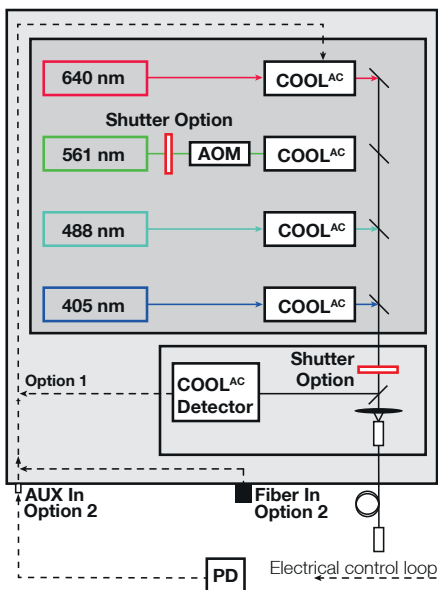 640 nm
COOLAC
Shutter Option
561 nm
AOM
COOLAC
488 nm
COOLAC
405 nm
COOLAC
Shutter
Option
Option 1
COOLAC
Detector
AUX In
Option 2
Fiber In
Option 2
PD
Electrical control loop